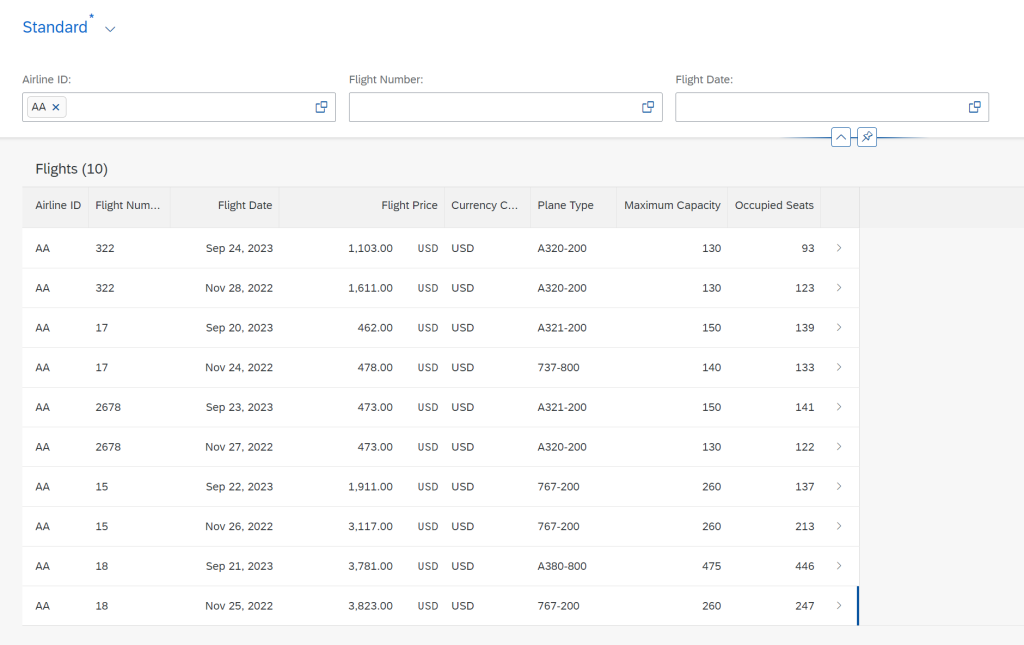 Standard*
Airline ID: Flight Number: Flight Date:
AA
Flights (10)
Airline ID Flight Num... Flight Date Flight Price Currency C... Plane Type Maximum Capacity Occupied Seats
AA 322 Sep 24, 2023 1,103.00 USD USD A320-200 130 93
AA 322 Nov 28, 2022 1,611.00 USD USD A320-200 130 123
AA 17 Sep 20, 2023 462.00 USD USD A321-200 150 139
AA 17 Nov 24, 2022 478.00 USD USD 737-800 140 133
AA 2678 Sep 23, 2023 473.00 USD USD A321-200 150 141
AA 2678 Nov 27, 2022 473.00 USD USD A320-200 130 122
AA 15 Sep 22, 2023 1,911.00 USD USD 767-200 260 137
AA 15 Nov 26, 2022 3,117.00 USD USD 767-200 260 213
AA 18 Sep 21, 2023 3,781.00 USD USD A380-800 475 446
AA 18 Nov 25, 2022 3,823.00 USD USD 767-200 260 247